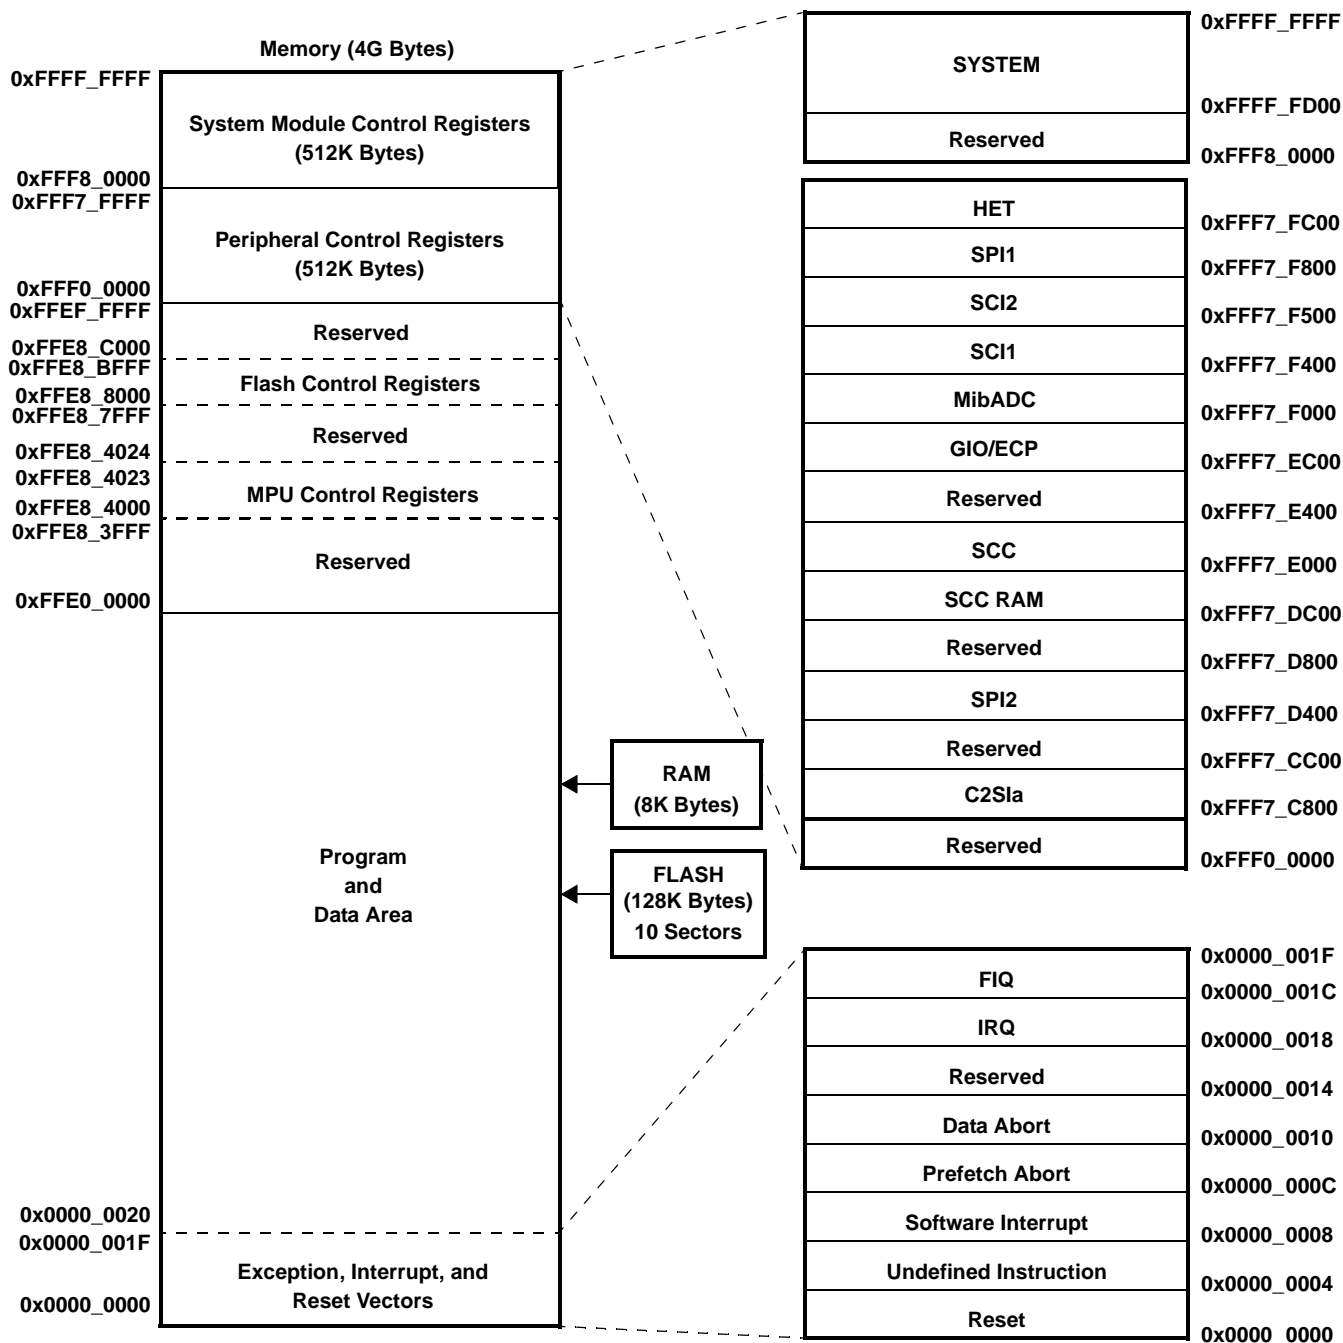 Memory (4G Bytes)
0xFFFF_FFFF
System Module Control Registers
(512K Bytes)
0xFFF8_0000
0xFFF7_FFFF
Peripheral Control Registers
(512K Bytes)
0xFFF0_0000
0xFFEF_FFFF
Reserved
0xFFE8_C000
0xFFE8_BFFF
Flash Control Registers
0xFFE8_8000
0xFFE8_7FFF
Reserved
0xFFE8_4024
0xFFE8_4023
MPU Control Registers
0xFFE8_4000
0xFFE8_3FFF
Reserved
0xFFE0_0000
Program
and
Data Area
RAM
(8K Bytes)
FLASH
(128K Bytes)
10 Sectors
0x0000_0020
0x0000_001F
Exception, Interrupt, and
Reset Vectors
0x0000_0000
0xFFFF_FFFF
SYSTEM
0xFFFF_FD00
Reserved
0xFFF8_0000
HET
0xFFF7_FC00
SPI1
0xFFF7_F800
SCI2
0xFFF7_F500
SCI1
0xFFF7_F400
MibADC
0xFFF7_F000
GIO/ECP
0xFFF7_EC00
Reserved
0xFFF7_E400
SCC
0xFFF7_E000
SCC RAM
0xFFF7_DC00
Reserved
0xFFF7_D800
SPI2
0xFFF7_D400
Reserved
0xFFF7_CC00
C2SIa
0xFFF7_C800
Reserved
0xFFF0_0000
0x0000_001F
FIQ
0x0000_001C
IRQ
0x0000_0018
Reserved
0x0000_0014
Data Abort
0x0000_0010
Prefetch Abort
0x0000_000C
Software Interrupt
0x0000_0008
Undefined Instruction
0x0000_0004
Reset
0x0000_0000